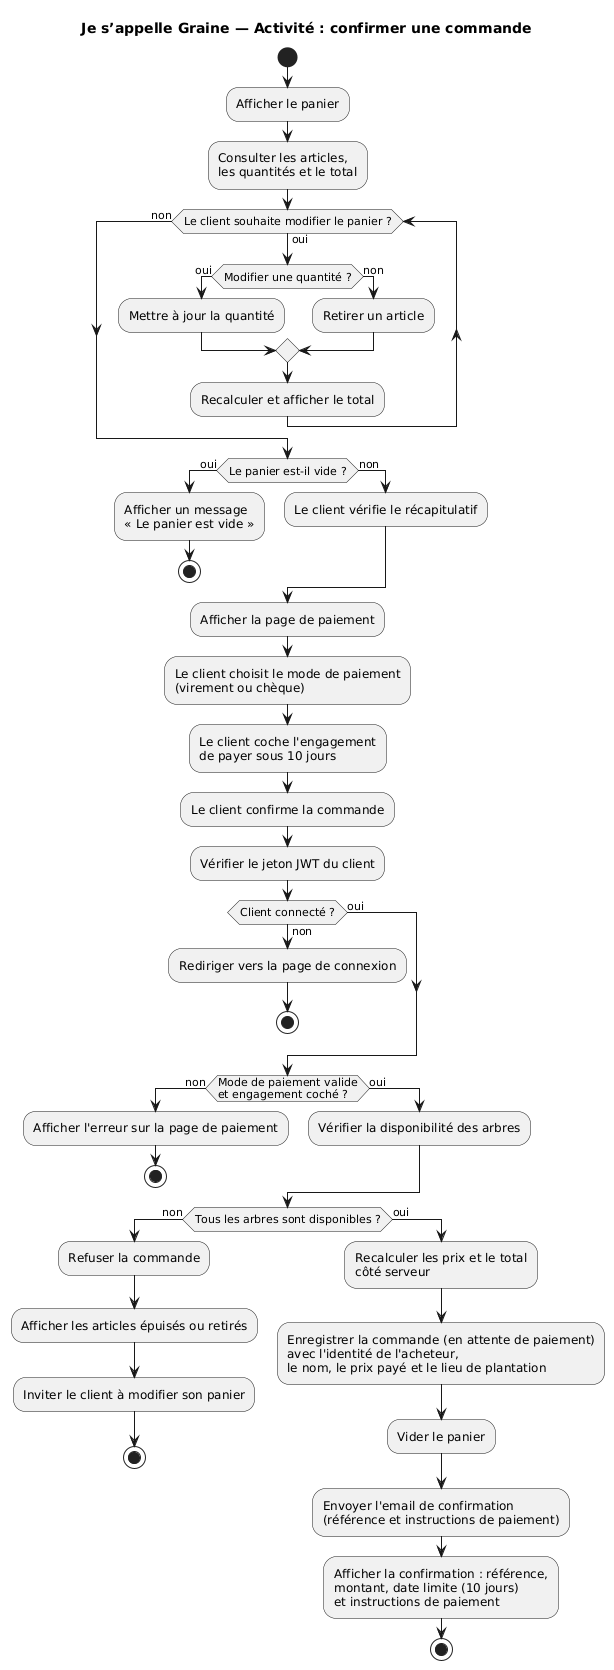 Je s’appelle Graine — Activité : confirmer une commande
Afficher le panier
Consulter les articles,
les quantités et le total
non
Le client souhaite modifier le panier ?
oui
oui
Modifier une quantité ?
non
Mettre à jour la quantité
Retirer un article
Recalculer et afficher le total
oui
Le panier est-il vide ?
non
Afficher un message
« Le panier est vide »
Le client vérifie le récapitulatif
Afficher la page de paiement
Le client choisit le mode de paiement
(virement ou chèque)
Le client coche l'engagement
de payer sous 10 jours
Le client confirme la commande
Vérifier le jeton JWT du client
Client connecté ?
oui
non
Rediriger vers la page de connexion
non
Mode de paiement valide
et engagement coché ?
oui
Afficher l'erreur sur la page de paiement
Vérifier la disponibilité des arbres
non
Tous les arbres sont disponibles ?
oui
Refuser la commande
Recalculer les prix et le total
côté serveur
Afficher les articles épuisés ou retirés
Enregistrer la commande (en attente de paiement)
avec l'identité de l'acheteur,
le nom, le prix payé et le lieu de plantation
Inviter le client à modifier son panier
Vider le panier
Envoyer l'email de confirmation
(référence et instructions de paiement)
Afficher la confirmation : référence,
montant, date limite (10 jours)
et instructions de paiement